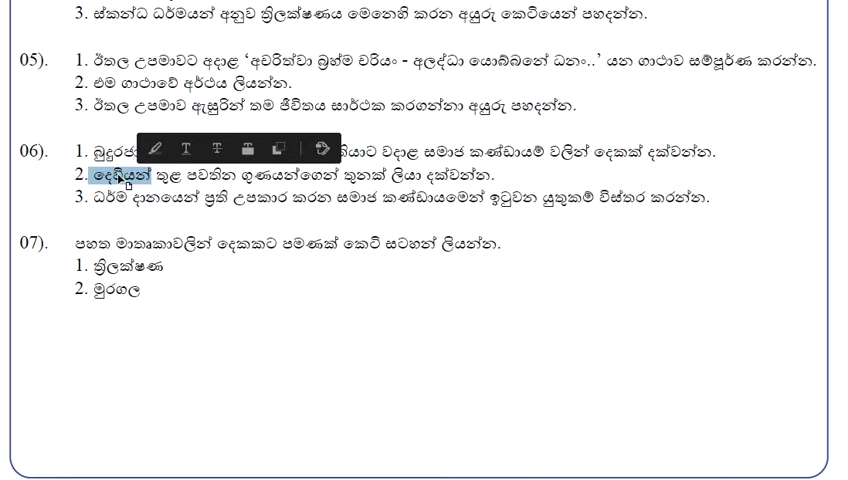 3. ස්කන්ධ ධර්මයන් අනුව ත්‍රිලක්ෂණය මෙනෙහි කරන අයුරු කෙටියෙන් පහදන්න.
05). 1. ඊතල උපමාවට අදාළ ‘අචරිත්වා බ්‍රහ්ම චරියං - අලද්ධා යොබ්බනේ ධනං..’ යන ගාථාව සම්පූර්ණ කරන්න.
2. එම ගාථාවේ අර්ථය ලියන්න.
3. ඊතල උපමාව ඇසුරින් තම ජීවිතය සාර්ථක කරගන්නා අයුරු පහදන්න.
06). 1. වදාළ සමාජ කණ්ඩායම් වලින් දෙකක් දක්වන්න.
2. දෙවියන් තුළ පවතින ගුණයන්ගෙන් තුනක් ලියා දක්වන්න.
3. ධර්ම දානයෙන් ප්‍රති උපකාර කරන සමාජ කණ්ඩායමෙන් ඉටුවන යුතුකම් විස්තර කරන්න.
07). පහත මාතෘකාවලින් දෙකකට පමණක් කෙටි සටහන් ලියන්න.
1. ත්‍රිලක්ෂණ
2. මුරගල